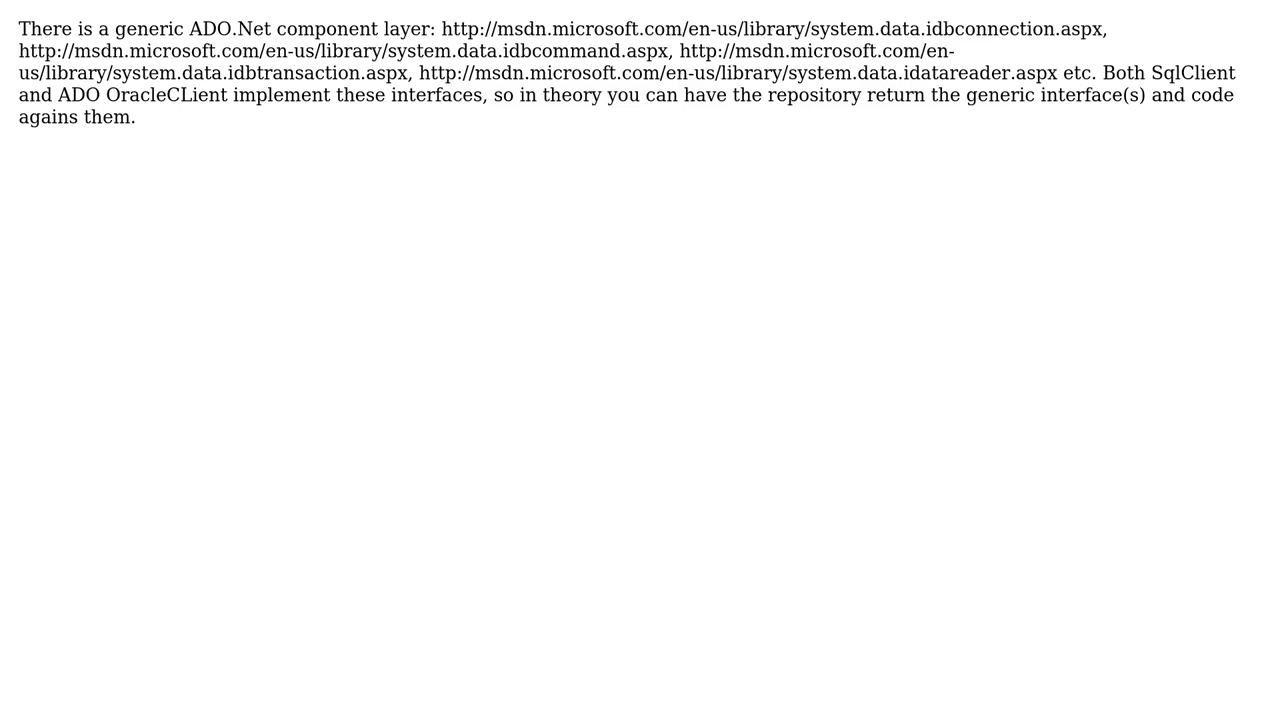 There is a generic ADO.Net component layer: http://msdn.microsoft.com/en-us/library/system.data.idbconnection.aspx,
http://msdn.microsoft.com/en-us/library/system.data.idbcommand.aspx, http://msdn.microsoft.com/en-
us/library/system.data.idbtransaction.aspx, http://msdn.microsoft.com/en-us/library/system.data.idatareader.aspx etc. Both SqlClient
and ADO OracleCLient implement these interfaces, so in theory you can have the repository return the generic interface(s) and code
agains them.